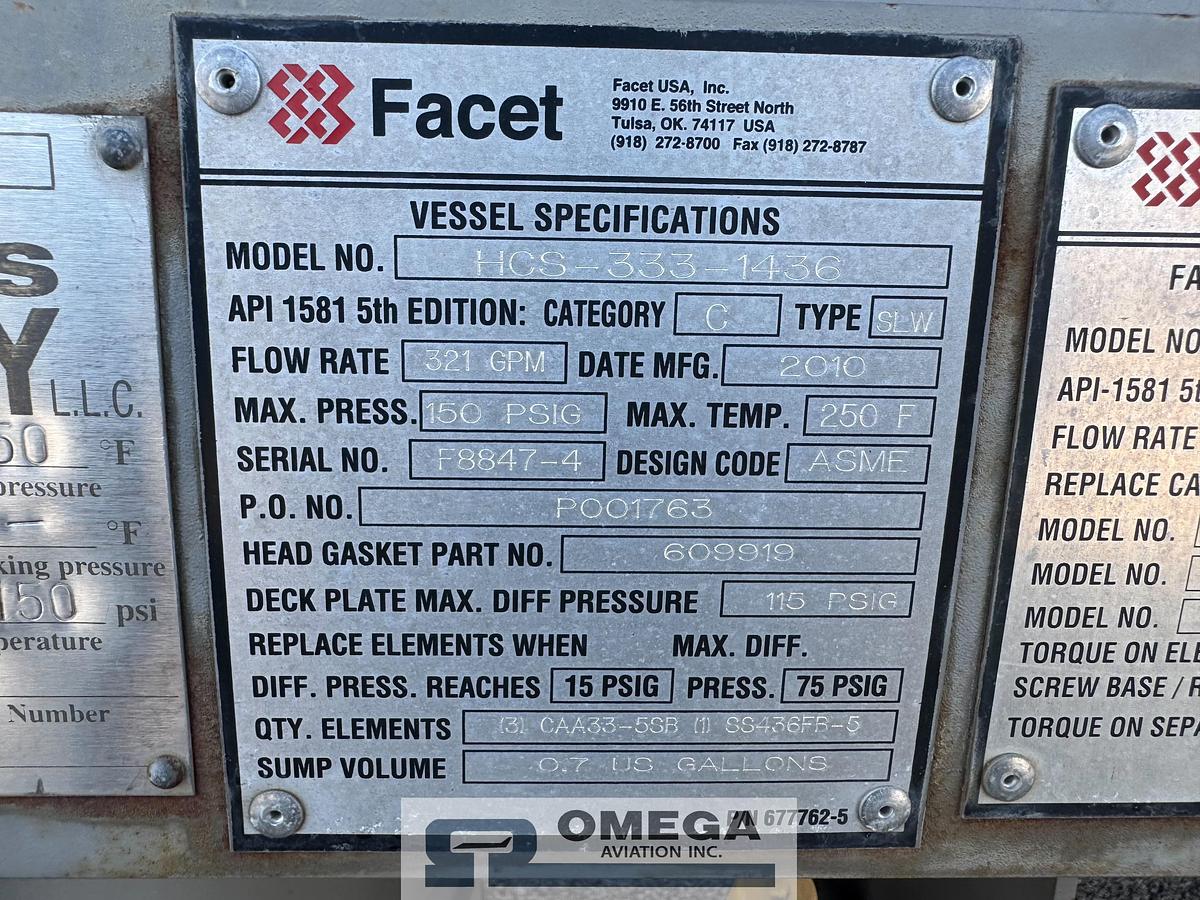 Facet
Facet USA, Inc.
9910 E. 56th Street North
Tulsa, OK. 74117 USA
(918) 272-8700 Fax (918) 272-8787
VESSEL SPECIFICATIONS
MODEL NO. HCS-333-1436
API 1581 5th EDITION: CATEGORY C TYPE SLW
FLOW RATE 321 GPM DATE MFG. 2010
MAX. PRESS. 150 PSIG MAX. TEMP. 250 F
SERIAL NO. F8847-4 DESIGN CODE ASME
P.O. NO. P001763
HEAD GASKET PART NO. 609919
DECK PLATE MAX. DIFF PRESSURE 115 PSIG
REPLACE ELEMENTS WHEN MAX. DIFF.
DIFF. PRESS. REACHES 15 PSIG PRESS. 75 PSIG
QTY. ELEMENTS (3) CAA33-5SB (1) SS436FB-5
SUMP VOLUME 0.7 US GALLONS
P/N 677762-5
S
Y L.L.C.
50 °F
pressure
- °F
king pressure
150 psi
perature
Number
FA
MODEL NO
API-1581 5t
FLOW RATE
REPLACE CA
MODEL NO.
MODEL NO.
MODEL NO.
TORQUE ON ELE
SCREW BASE /
TORQUE ON SEPA
OMEGA
AVIATION INC.